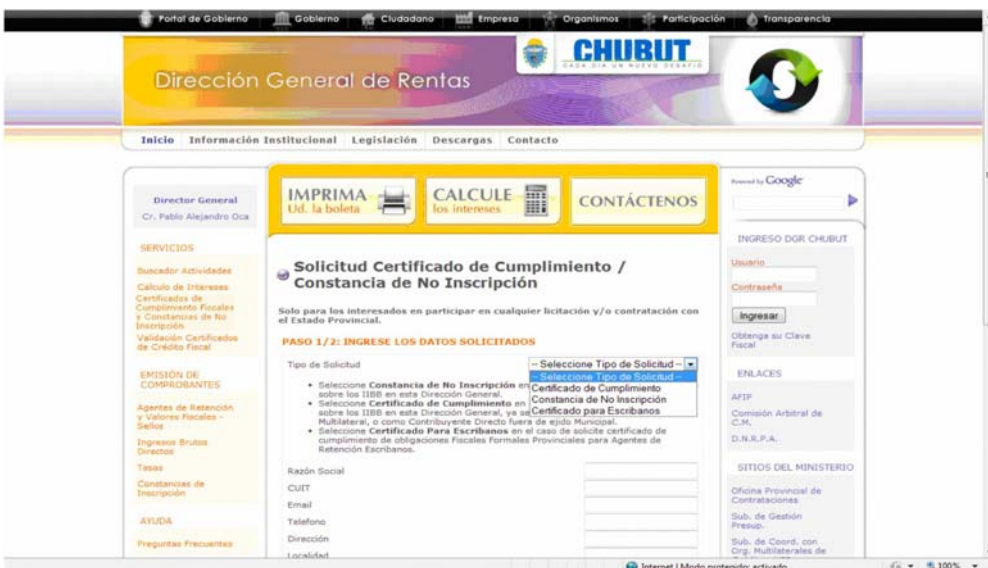 Portal de Gobierno Gobierno Ciudadano Empresa Organismos Participación Transparencia
CHUBUT
CADA DIA UN NUEVO DESAFIO
Dirección General de Rentas
Inicio Información Institucional Legislación Descargas Contacto
Director General
Cr. Pablo Alejandro Oca
SERVICIOS
Buscador Actividades
Cálculo de Intereses
Certificados de
Cumplimiento Fiscales
y Constancias de No
Inscripción
Validación Certificados
de Crédito Fiscal
EMISIÓN DE
COMPROBANTES
Agentes de Retención
y Valores Fiscales -
Sellos
Ingresos Brutos
Directos
Tasas
Constancias de
Inscripción
AYUDA
Preguntas Frecuentes
IMPRIMA
Ud. la boleta
CALCULE
los intereses
CONTÁCTENOS
Solicitud Certificado de Cumplimiento /
Constancia de No Inscripción
Solo para los interesados en participar en cualquier licitación y/o contratación con
el Estado Provincial.
PASO 1/2: INGRESE LOS DATOS SOLICITADOS
Tipo de Solicitud
-- Seleccione Tipo de Solicitud --
-- Seleccione Tipo de Solicitud --
Certificado de Cumplimiento
Constancia de No Inscripción
Certificado para Escribanos
Seleccione Constancia de No Inscripción en
sobre los IIBB en esta Dirección General.
Seleccione Certificado de Cumplimiento en
sobre los IIBB en esta Dirección General, ya se
Multilateral, o como Contribuyente Directo fuera de ejido Municipal.
Seleccione Certificado Para Escribanos en el caso de solicite certificado de
cumplimiento de obligaciones Fiscales Formales Provinciales para Agentes de
Retención Escribanos.
Razón Social
CUIT
Email
Telefono
Dirección
Localidad
Powered by Google
INGRESO DGR CHUBUT
Usuario
Contraseña
Ingresar
Obtenga su Clave
Fiscal
ENLACES
AFIP
Comisión Arbitral de
C.M.
D.N.R.P.A.
SITIOS DEL MINISTERIO
Oficina Provincial de
Contrataciones
Sub. de Gestión
Presup.
Sub. de Coord. con
Org. Multilaterales de
Internet | Modo protegido: activado
100%